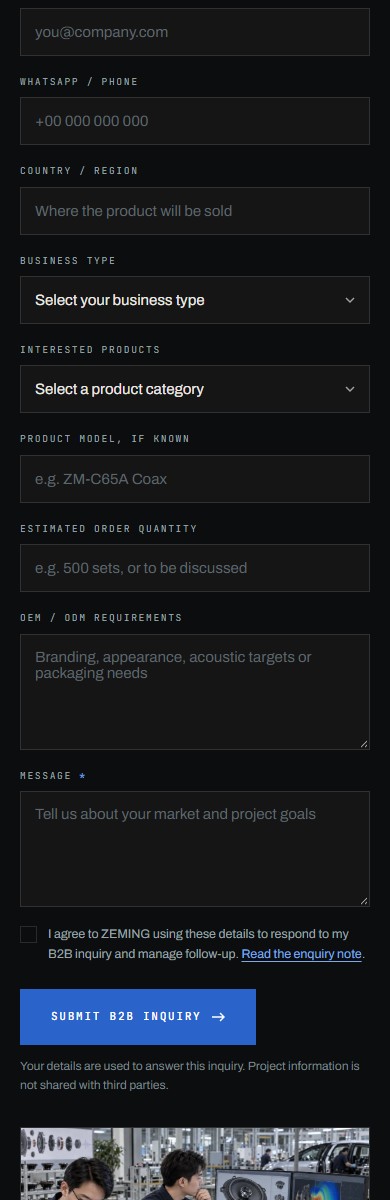 you@company.com
WHATSAPP / PHONE
+00 000 000 000
COUNTRY / REGION
Where the product will be sold
BUSINESS TYPE
Select your business type
INTERESTED PRODUCTS
Select a product category
PRODUCT MODEL, IF KNOWN
e.g. ZM-C65A Coax
ESTIMATED ORDER QUANTITY
e.g. 500 sets, or to be discussed
OEM / ODM REQUIREMENTS
Branding, appearance, acoustic targets or
packaging needs
MESSAGE *
Tell us about your market and project goals
I agree to ZEMING using these details to respond to my
B2B inquiry and manage follow-up. Read the enquiry note.
SUBMIT B2B INQUIRY →
Your details are used to answer this inquiry. Project information is
not shared with third parties.